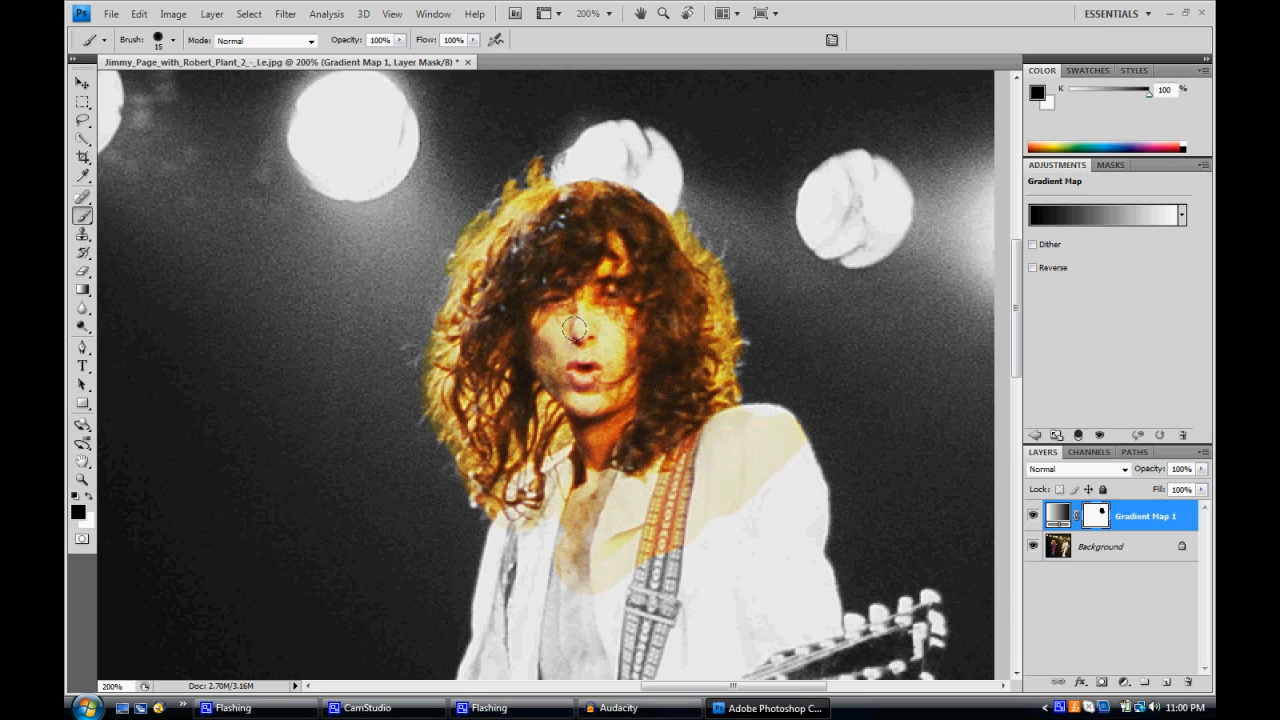 Ps File Edit Image Layer Select Filter Analysis 3D View Window Help Br 200% ESSENTIALS
Brush: 15 Mode: Normal Opacity: 100% Flow: 100%
Jimmy_Page_with_Robert_Plant_2_-_Le.jpg @ 200% (Gradient Map 1, Layer Mask/8) *
COLOR SWATCHES STYLES
K 100 %
ADJUSTMENTS MASKS
Gradient Map
Dither
Reverse
LAYERS CHANNELS PATHS
Normal Opacity: 100%
Lock: Fill: 100%
Gradient Map 1
Background
200% Doc: 2.70M/3.16M
Flashing CamStudio Flashing Audacity Ps Adobe Photoshop C... 11:00 PM